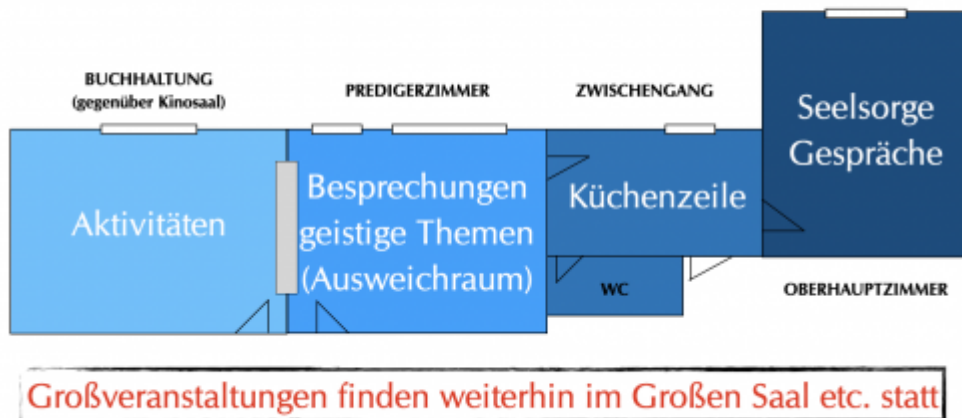 BUCHHALTUNG
(gegenüber Kinosaal)
Aktivitäten
PREDIGERZIMMER
Besprechungen
geistige Themen
(Ausweichraum)
ZWISCHENGANG
Küchenzeile
WC
Seelsorge
Gespräche
OBERHAUPTZIMMER
Großveranstaltungen finden weiterhin im Großen Saal etc. statt